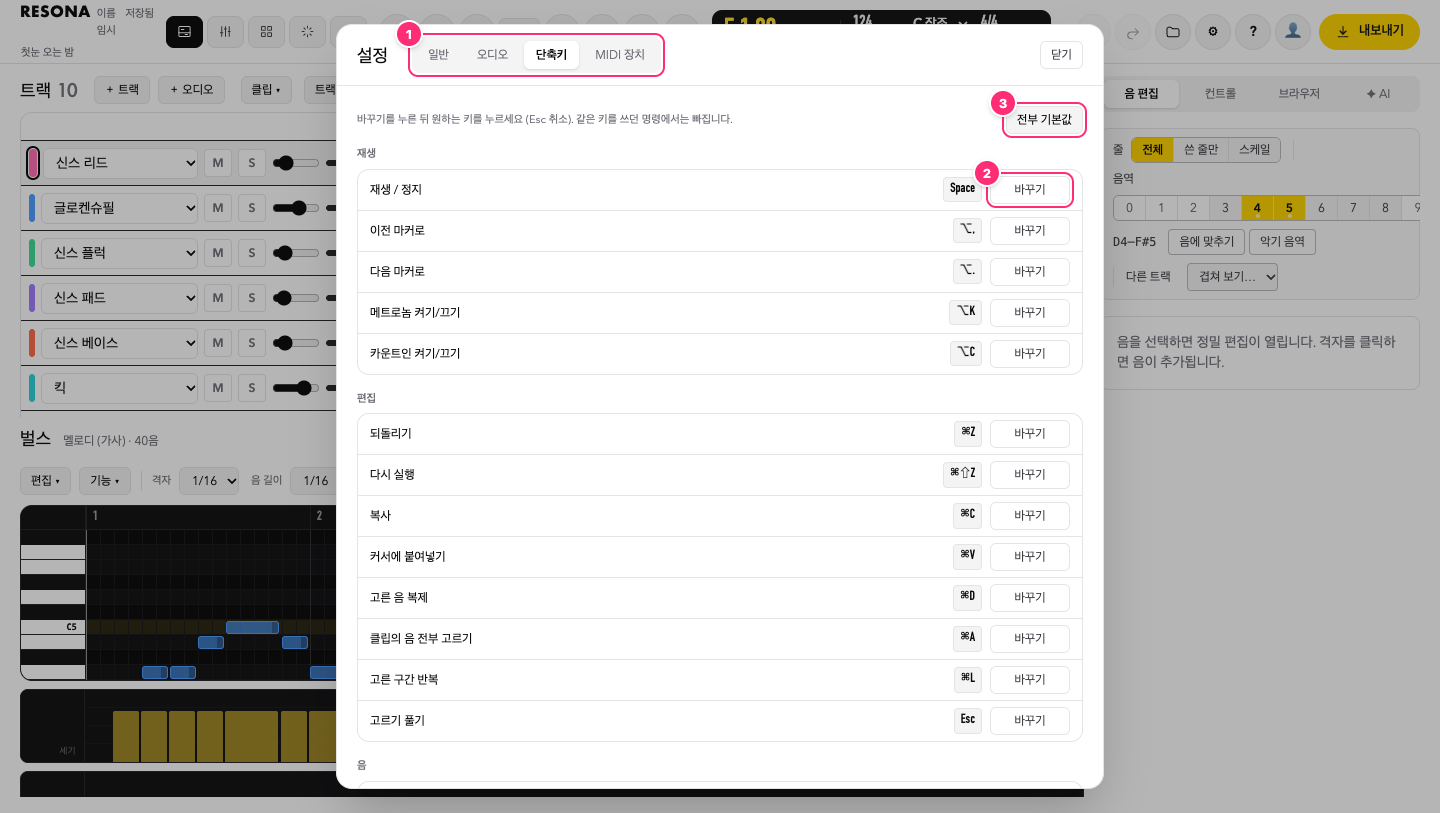 RESONA 이름 저장됨
임시
첫눈 오는 밤
124
C 장조
4/4
?
내보내기
1
설정 일반 오디오 단축키 MIDI 장치 닫기
트랙 10 + 트랙 + 오디오 클립 ▾
음 편집 컨트롤 브라우저 ✦ AI
바꾸기를 누른 뒤 원하는 키를 누르세요 (Esc 취소). 같은 키를 쓰던 명령에서는 빠집니다.
3
전부 기본값
줄 전체 쓴 줄만 스케일
음역
0 1 2 3 4 5 6 7 8
D4–F#5 음에 맞추기 악기 음역
다른 트랙 겹쳐 보기…
음을 선택하면 정밀 편집이 열립니다. 격자를 클릭하
면 음이 추가됩니다.
재생
2
재생 / 정지 Space 바꾸기
이전 마커로 ⌥, 바꾸기
다음 마커로 ⌥. 바꾸기
메트로놈 켜기/끄기 ⌥K 바꾸기
카운트인 켜기/끄기 ⌥C 바꾸기
편집
되돌리기 ⌘Z 바꾸기
다시 실행 ⌘⇧Z 바꾸기
복사 ⌘C 바꾸기
커서에 붙여넣기 ⌘V 바꾸기
고른 음 복제 ⌘D 바꾸기
클립의 음 전부 고르기 ⌘A 바꾸기
고른 구간 반복 ⌘L 바꾸기
고르기 풀기 Esc 바꾸기
음
신스 리드 M S
글로켄슈필 M S
신스 플럭 M S
신스 패드 M S
신스 베이스 M S
킥 M S
벌스 멜로디 (가사) · 40음
편집 ▾ 기능 ▾ 격자 1/16 음 길이 1/16
1 2
C5
세기